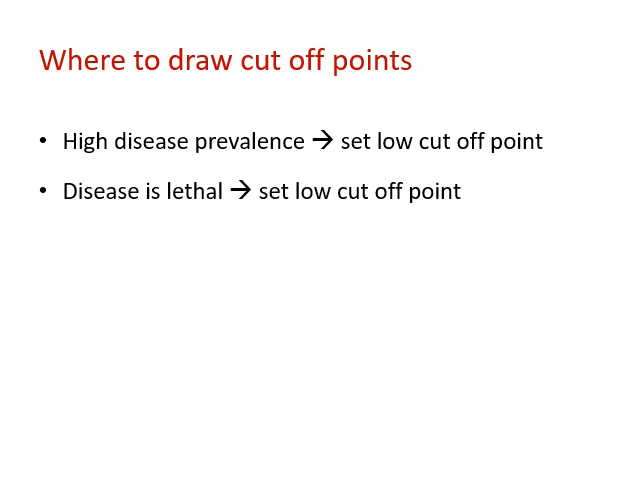 Where to draw cut off points
• High disease prevalence → set low cut off point
• Disease is lethal → set low cut off point